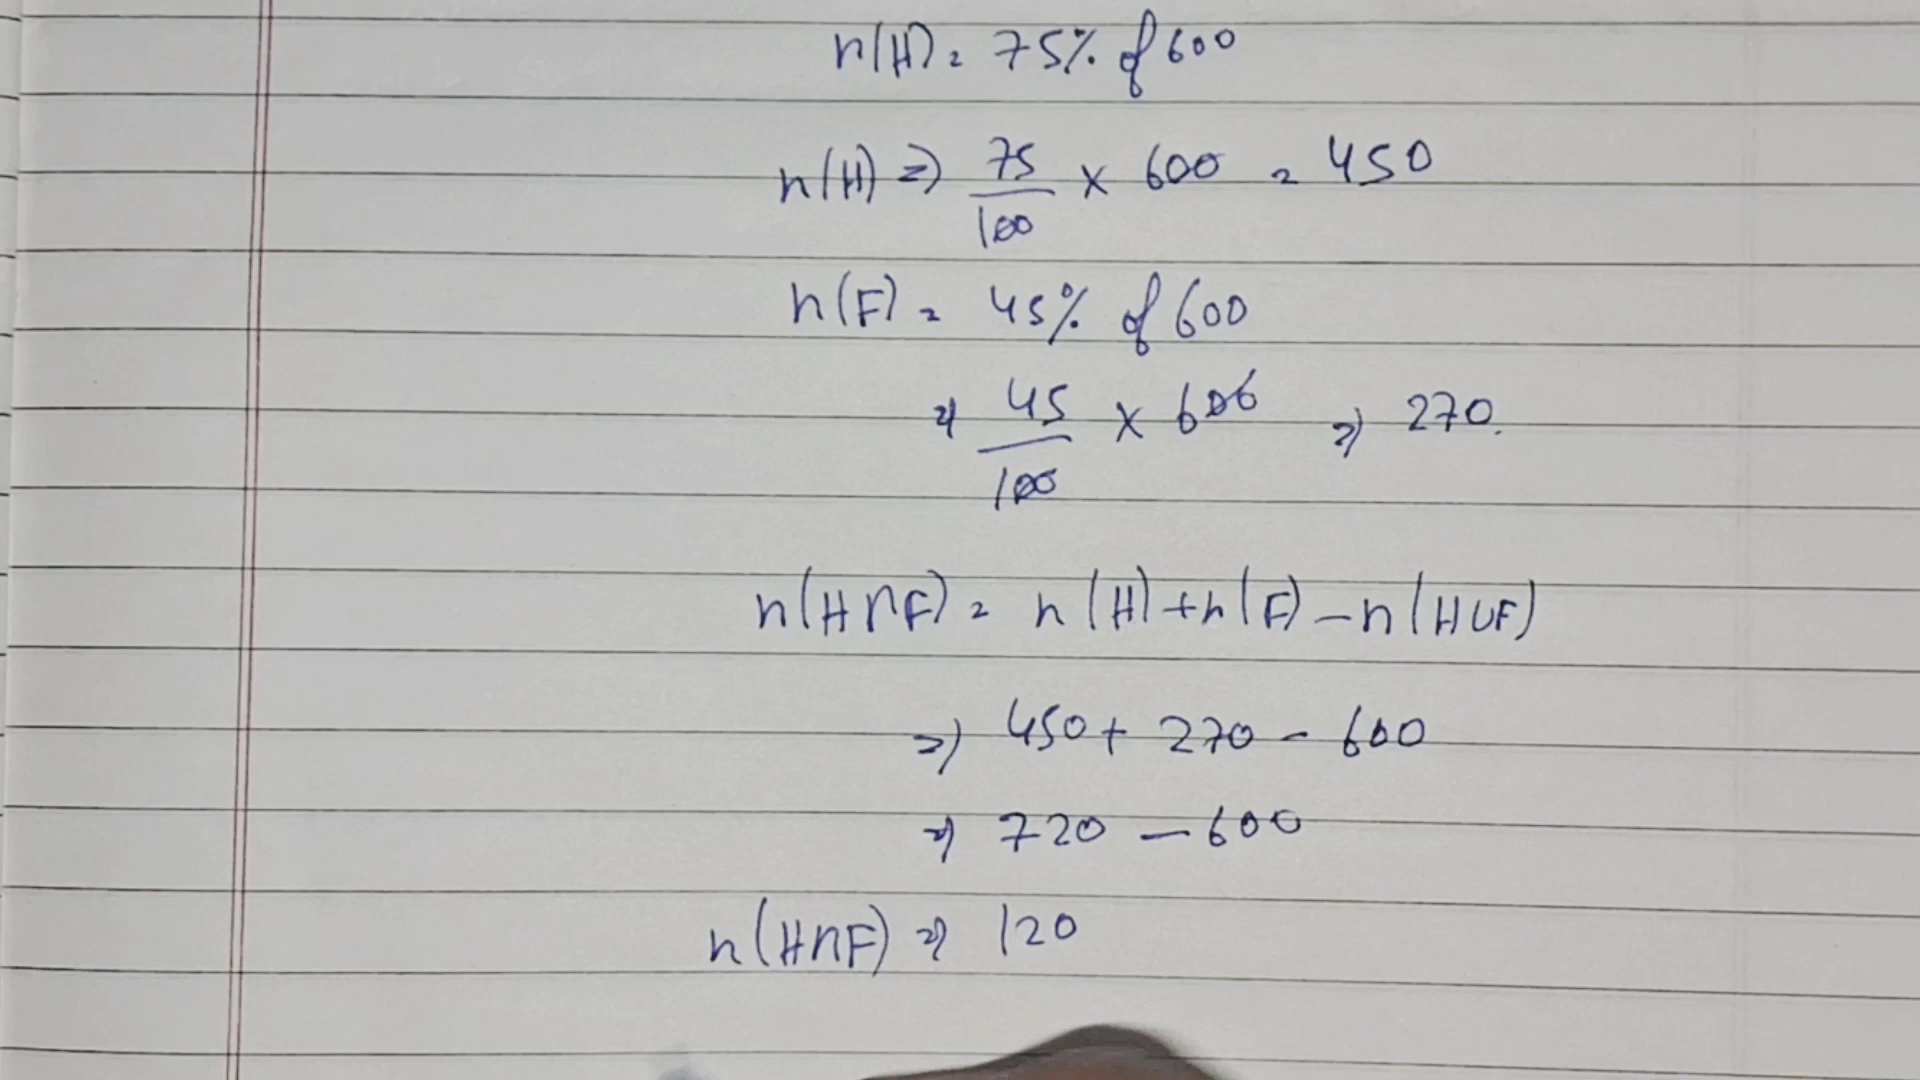 n(H) = 75% of 600
n(H) ⇒ 75/100 × 600 = 450
n(F) = 45% of 600
⇒ 45/100 × 600 ⇒ 270.
n(H∩F) = n(H)+n(F)-n(H∪F)
⇒ 450+ 270 - 600
⇒ 720 - 600
n(H∩F) ⇒ 120